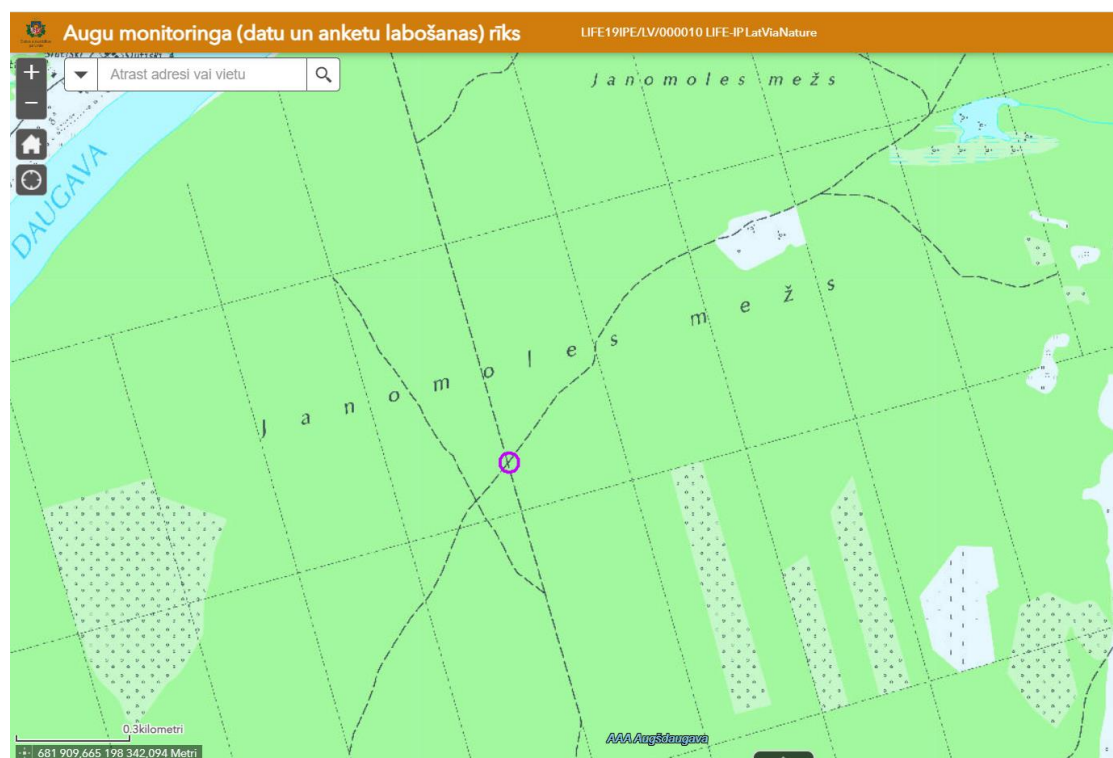 Augu monitoringa (datu un anketu labošanas) rīks
LIFE19IPE/LV/000010 LIFE-IP LatViaNature
Atrast adresi vai vietu
Janomoles mežs
DAUGAVA
Janomoles mežs
0.3kilometri
AAA Augšdaugava
681 909,665 198 342,094 Metri